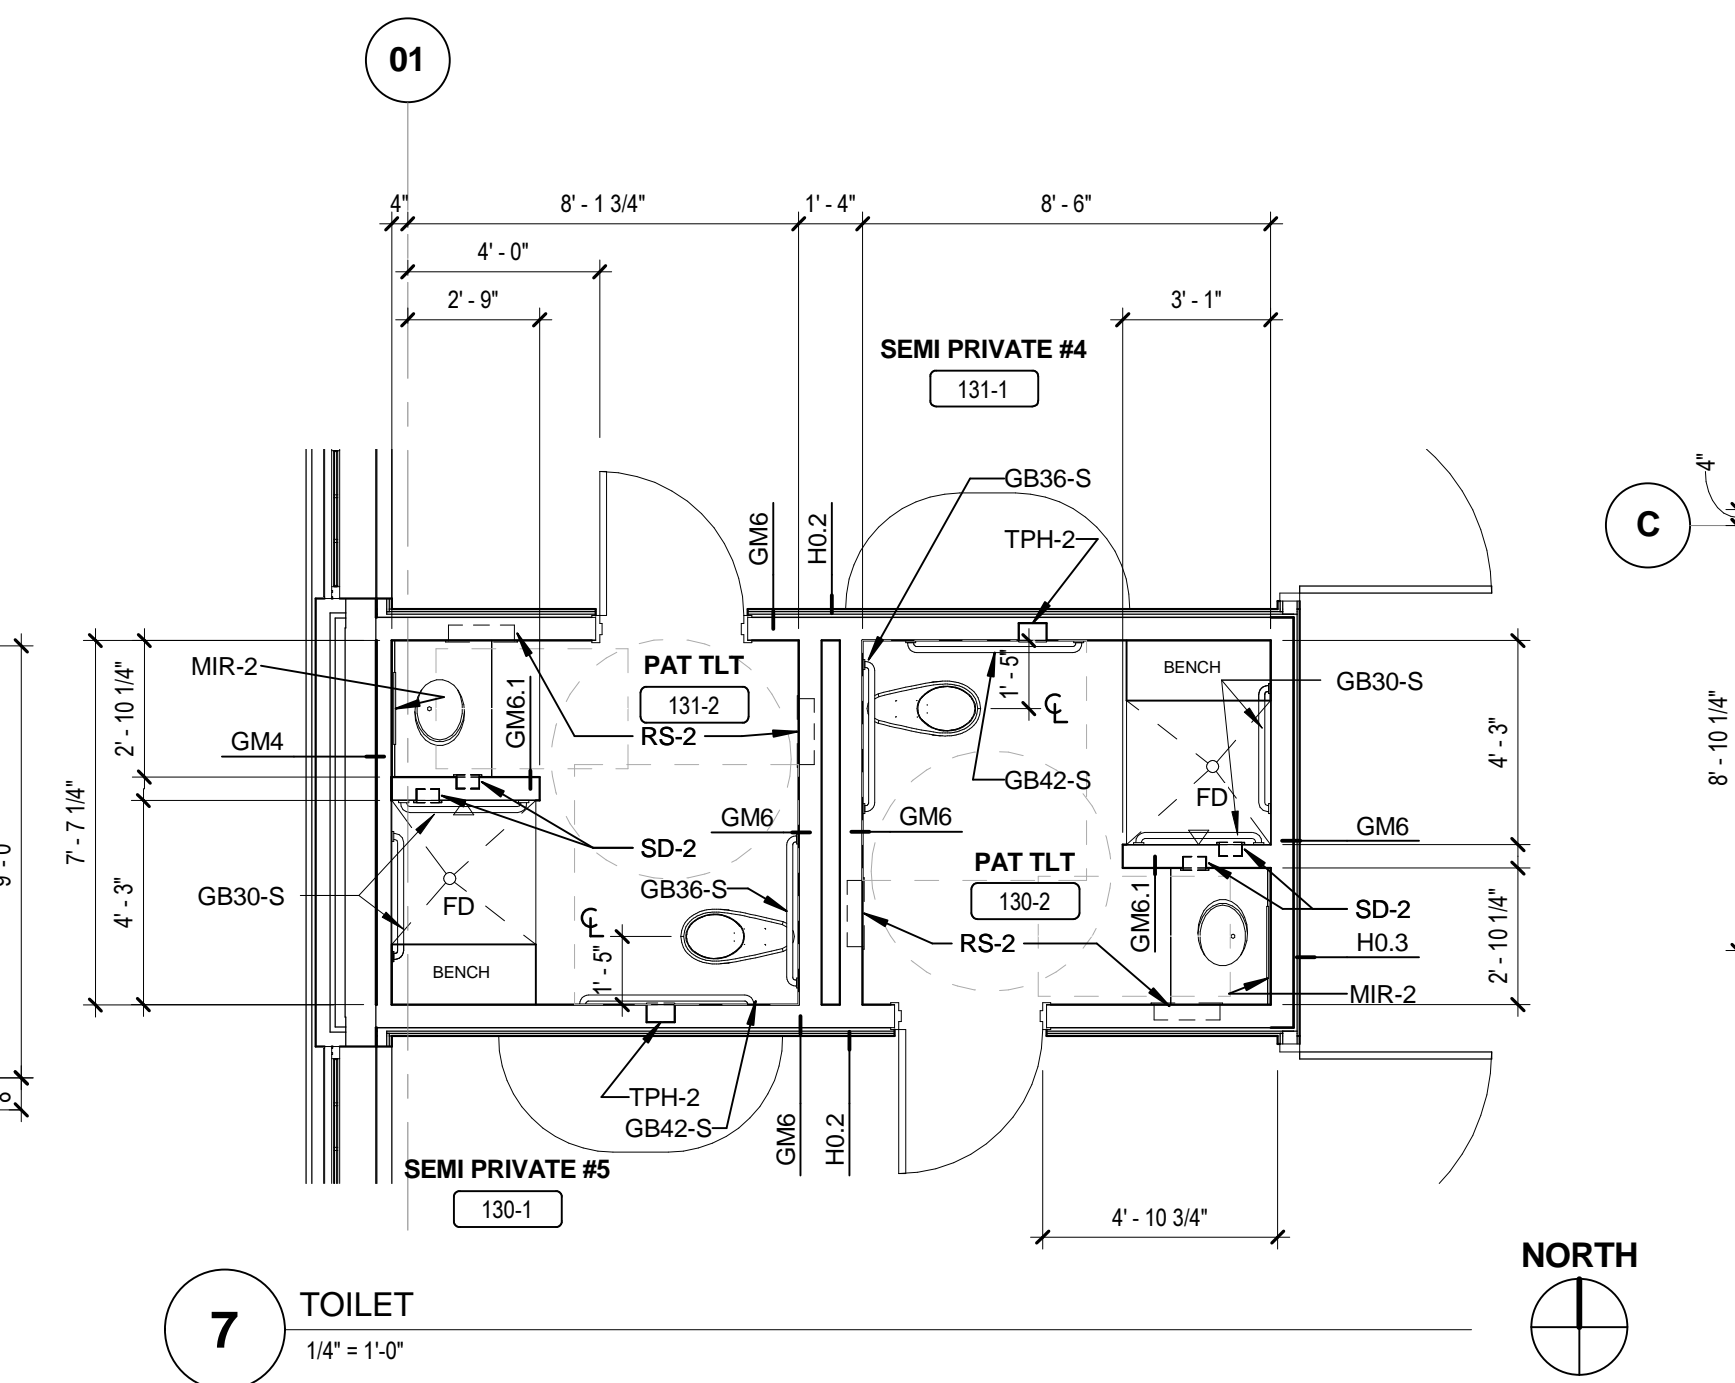 01
4"
8' - 1 3/4"
1' - 4"
8' - 6"
4' - 0"
2' - 9"
3' - 1"
SEMI PRIVATE #4
131-1
4"
C
GB36-S
TPH-2
GM6
H0.2
MIR-2
GM6.1
PAT TLT
131-2
RS-2
1' - 5"
CL
BENCH
GB30-S
GM4
2' - 10 1/4"
7' - 7 1/4"
4' - 3"
GB42-S
FD
4' - 3"
8' - 10 1/4"
9' - 0"
GM6
GM6
GM6
SD-2
PAT TLT
130-2
GB36-S
GB30-S
FD
CL
1' - 5"
RS-2
GM6.1
SD-2
H0.3
2' - 10 1/4"
BENCH
MIR-2
8"
TPH-2
GB42-S
GM6
H0.2
SEMI PRIVATE #5
130-1
4' - 10 3/4"
NORTH
7
TOILET
1/4" = 1'-0"